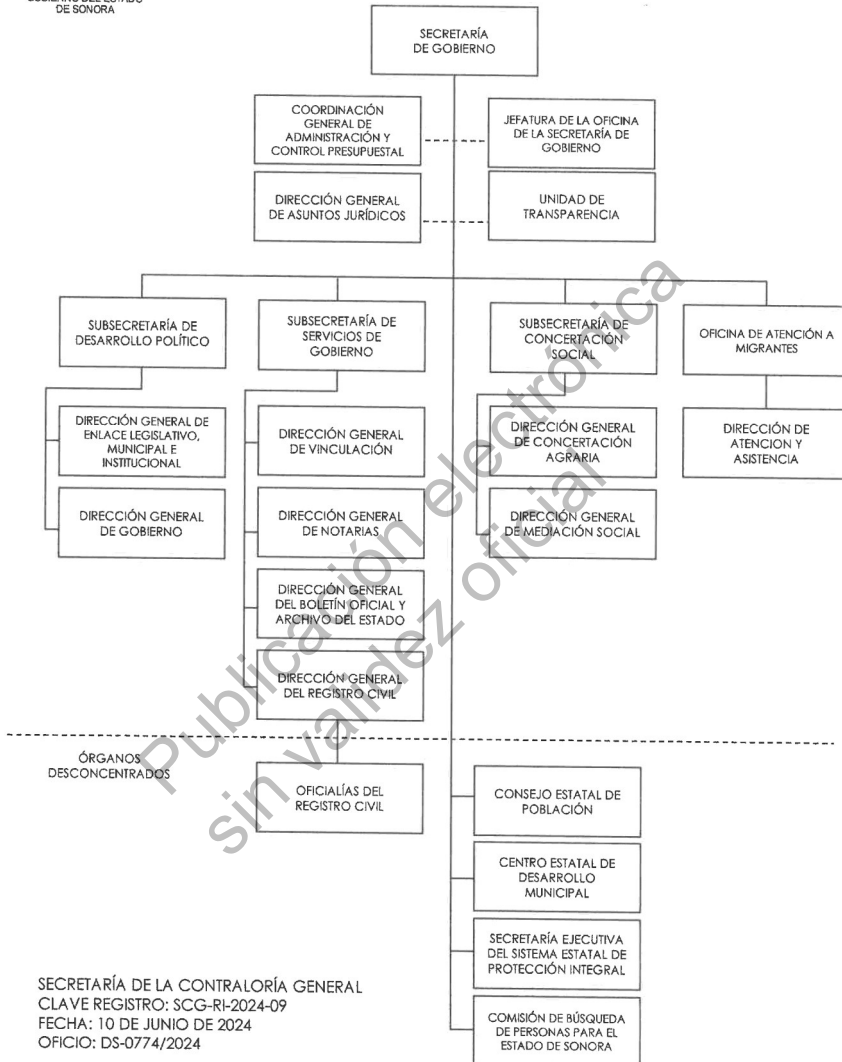 DE SONORA
SECRETARÍA
DE GOBIERNO
COORDINACIÓN
GENERAL DE
ADMINISTRACIÓN Y
CONTROL PRESUPUESTAL
JEFATURA DE LA OFICINA
DE LA SECRETARÍA DE
GOBIERNO
DIRECCIÓN GENERAL
DE ASUNTOS JURÍDICOS
UNIDAD DE
TRANSPARENCIA
SUBSECRETARÍA DE
DESARROLLO POLÍTICO
SUBSECRETARÍA DE
SERVICIOS DE
GOBIERNO
SUBSECRETARÍA DE
CONCERTACIÓN
SOCIAL
OFICINA DE ATENCIÓN A
MIGRANTES
DIRECCIÓN GENERAL DE
ENLACE LEGISLATIVO,
MUNICIPAL E
INSTITUCIONAL
DIRECCIÓN GENERAL
DE VINCULACIÓN
DIRECCIÓN GENERAL
DE CONCERTACIÓN
AGRARIA
DIRECCIÓN DE
ATENCION Y
ASISTENCIA
DIRECCIÓN GENERAL
DE GOBIERNO
DIRECCIÓN GENERAL
DE NOTARIAS
DIRECCIÓN GENERAL
DE MEDIACIÓN SOCIAL
DIRECCIÓN GENERAL
DEL BOLETÍN OFICIAL Y
ARCHIVO DEL ESTADO
DIRECCIÓN GENERAL
DEL REGISTRO CIVIL
ÓRGANOS
DESCONCENTRADOS
OFICIALÍAS DEL
REGISTRO CIVIL
CONSEJO ESTATAL DE
POBLACIÓN
CENTRO ESTATAL DE
DESARROLLO
MUNICIPAL
SECRETARÍA EJECUTIVA
DEL SISTEMA ESTATAL DE
PROTECCIÓN INTEGRAL
COMISIÓN DE BÚSQUEDA
DE PERSONAS PARA EL
ESTADO DE SONORA
SECRETARÍA DE LA CONTRALORÍA GENERAL
CLAVE REGISTRO: SCG-RI-2024-09
FECHA: 10 DE JUNIO DE 2024
OFICIO: DS-0774/2024
Publicación electrónica
sin validez oficial